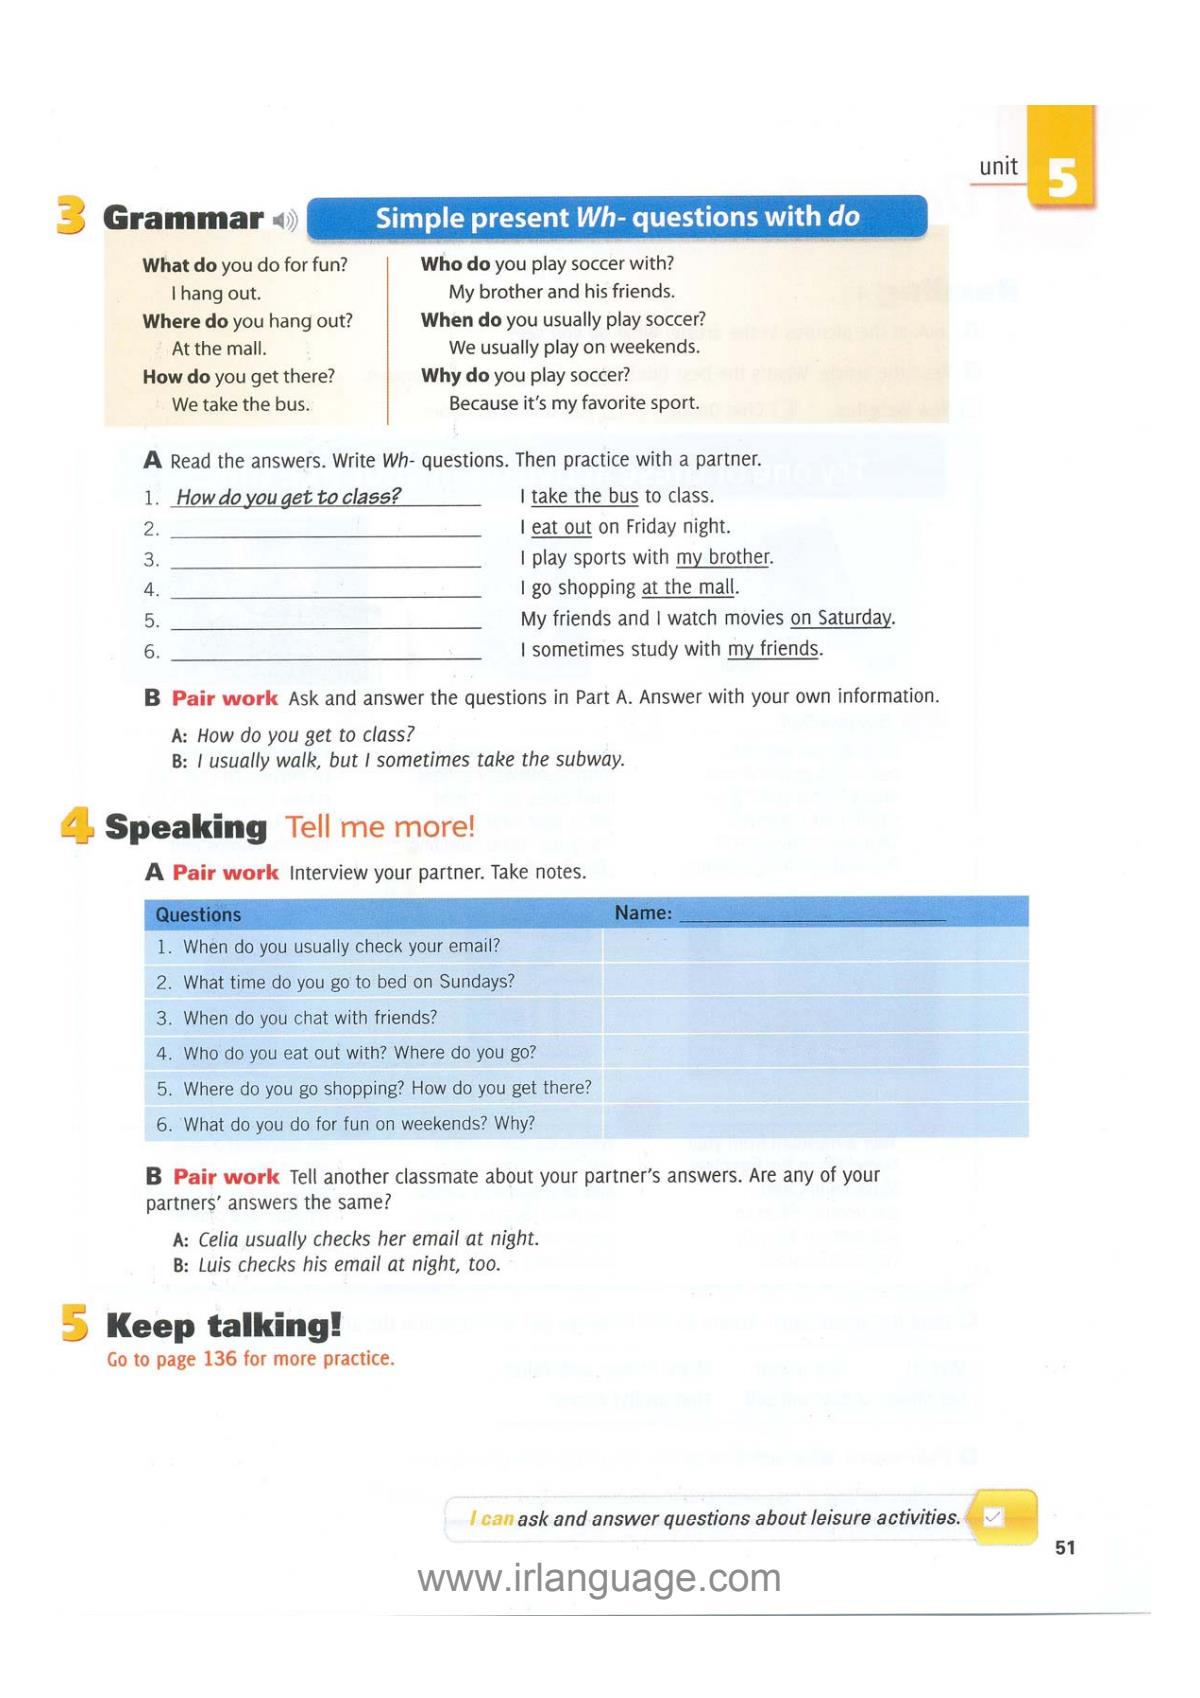 unit 5
3 Grammar Simple present Wh- questions with do
What do you do for fun?
I hang out.
Where do you hang out?
At the mall.
How do you get there?
We take the bus.
Who do you play soccer with?
My brother and his friends.
When do you usually play soccer?
We usually play on weekends.
Why do you play soccer?
Because it's my favorite sport.
A Read the answers. Write Wh- questions. Then practice with a partner.
1. How do you get to class? I take the bus to class.
2. I eat out on Friday night.
3. I play sports with my brother.
4. I go shopping at the mall.
5. My friends and I watch movies on Saturday.
6. I sometimes study with my friends.
B Pair work Ask and answer the questions in Part A. Answer with your own information.
A: How do you get to class?
B: I usually walk, but I sometimes take the subway.
4 Speaking Tell me more!
A Pair work Interview your partner. Take notes.
Questions Name:
1. When do you usually check your email?
2. What time do you go to bed on Sundays?
3. When do you chat with friends?
4. Who do you eat out with? Where do you go?
5. Where do you go shopping? How do you get there?
6. What do you do for fun on weekends? Why?
B Pair work Tell another classmate about your partner's answers. Are any of your
partners' answers the same?
A: Celia usually checks her email at night.
B: Luis checks his email at night, too.
5 Keep talking!
Go to page 136 for more practice.
I can ask and answer questions about leisure activities.
51
www.irlanguage.com